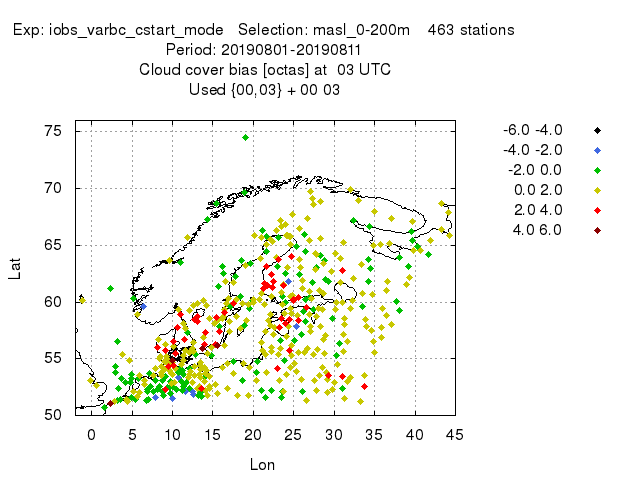 Exp: iobs_varbc_cstart_mode   Selection: masl_0-200m    463 stations
Period: 20190801-20190811
Cloud cover bias [octas] at  03 UTC
Used {00,03} + 00 03
-6.0 -4.0
-4.0 -2.0
-2.0 0.0
0.0 2.0
2.0 4.0
4.0 6.0
75
70
65
60
55
50
Lat
0 5 10 15 20 25 30 35 40 45
Lon